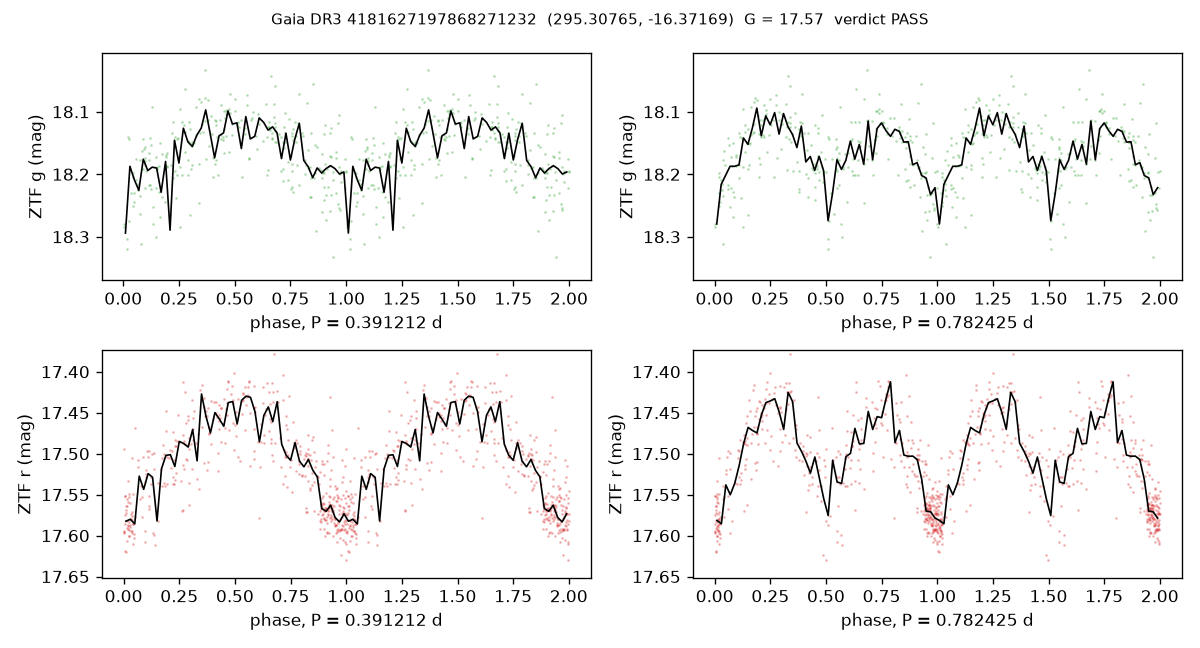 Gaia DR3 4181627197868271232 (295.30765, -16.37169) G = 17.57 verdict PASS
ZTF g (mag)
18.1
18.2
18.3
0.00 0.25 0.50 0.75 1.00 1.25 1.50 1.75 2.00
phase, P = 0.391212 d
ZTF g (mag)
18.1
18.2
18.3
0.00 0.25 0.50 0.75 1.00 1.25 1.50 1.75 2.00
phase, P = 0.782425 d
ZTF r (mag)
17.40
17.45
17.50
17.55
17.60
17.65
0.00 0.25 0.50 0.75 1.00 1.25 1.50 1.75 2.00
phase, P = 0.391212 d
ZTF r (mag)
17.40
17.45
17.50
17.55
17.60
17.65
0.00 0.25 0.50 0.75 1.00 1.25 1.50 1.75 2.00
phase, P = 0.782425 d